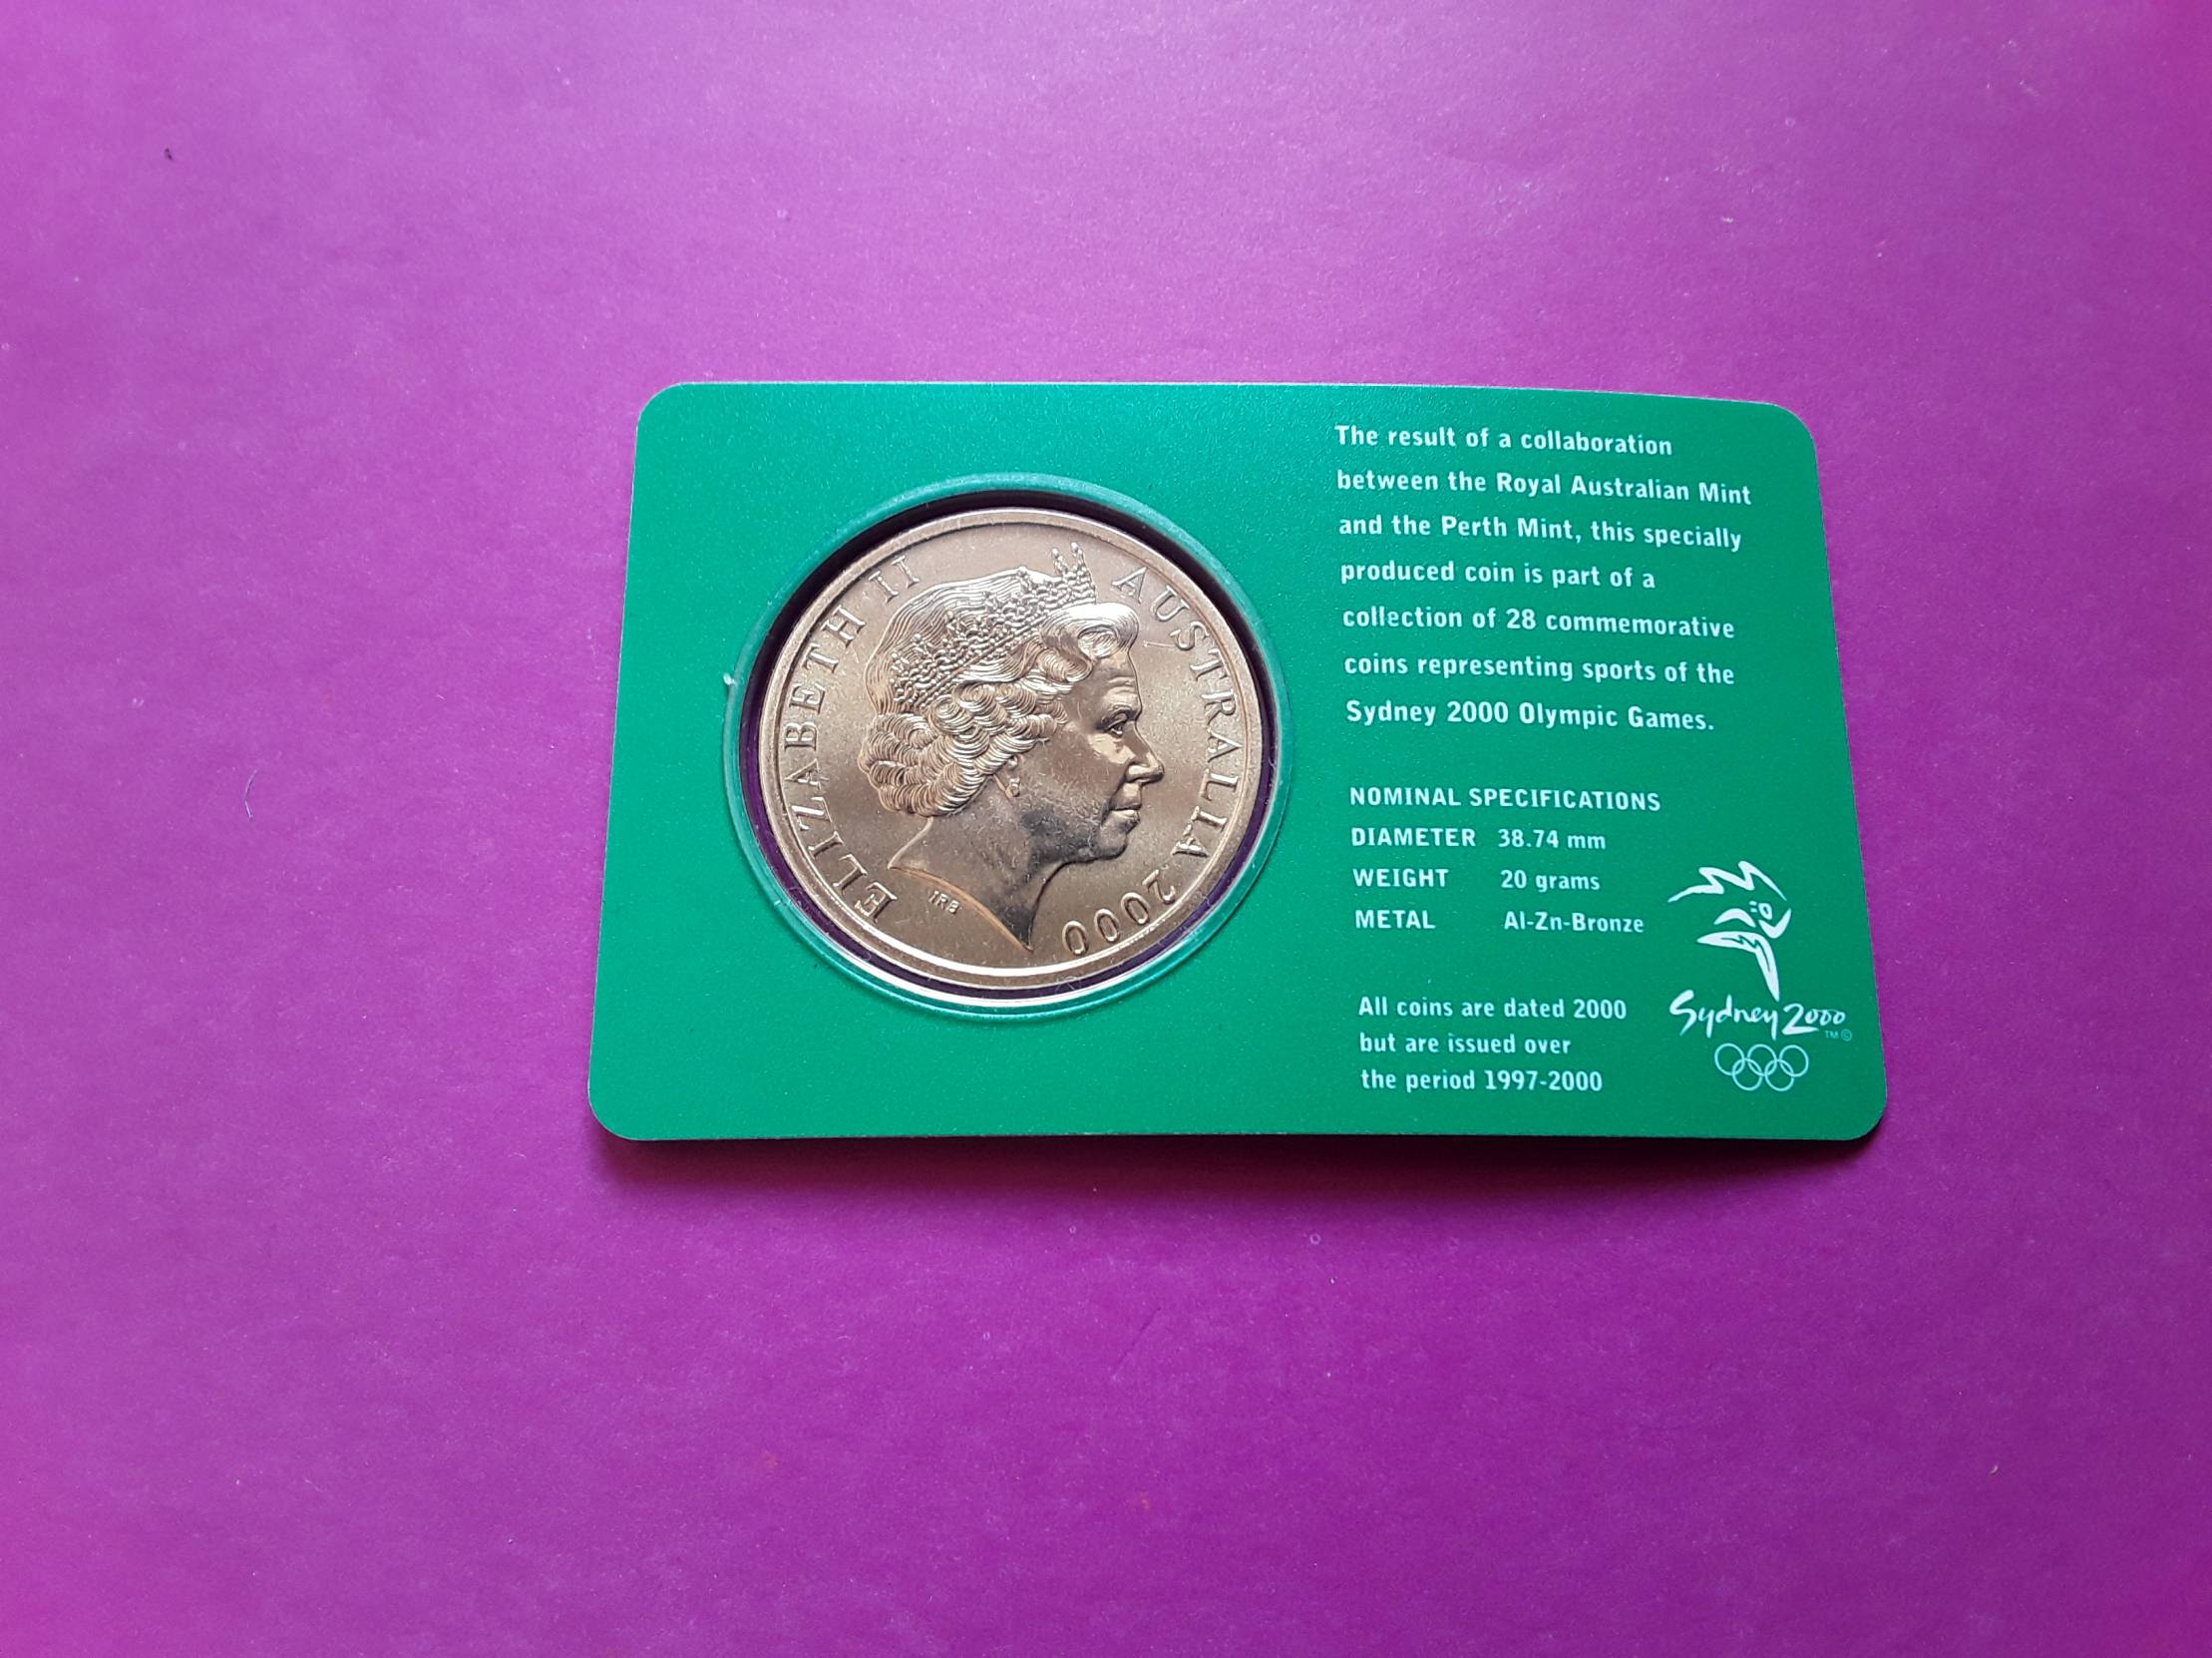 ELIZABETH II AUSTRALIA 2000
IRB
The result of a collaboration
between the Royal Australian Mint
and the Perth Mint, this specially
produced coin is part of a
collection of 28 commemorative
coins representing sports of the
Sydney 2000 Olympic Games.
NOMINAL SPECIFICATIONS
DIAMETER 38.74 mm
WEIGHT 20 grams
METAL Al-Zn-Bronze
All coins are dated 2000
but are issued over
the period 1997-2000
Sydney 2000
TM ©